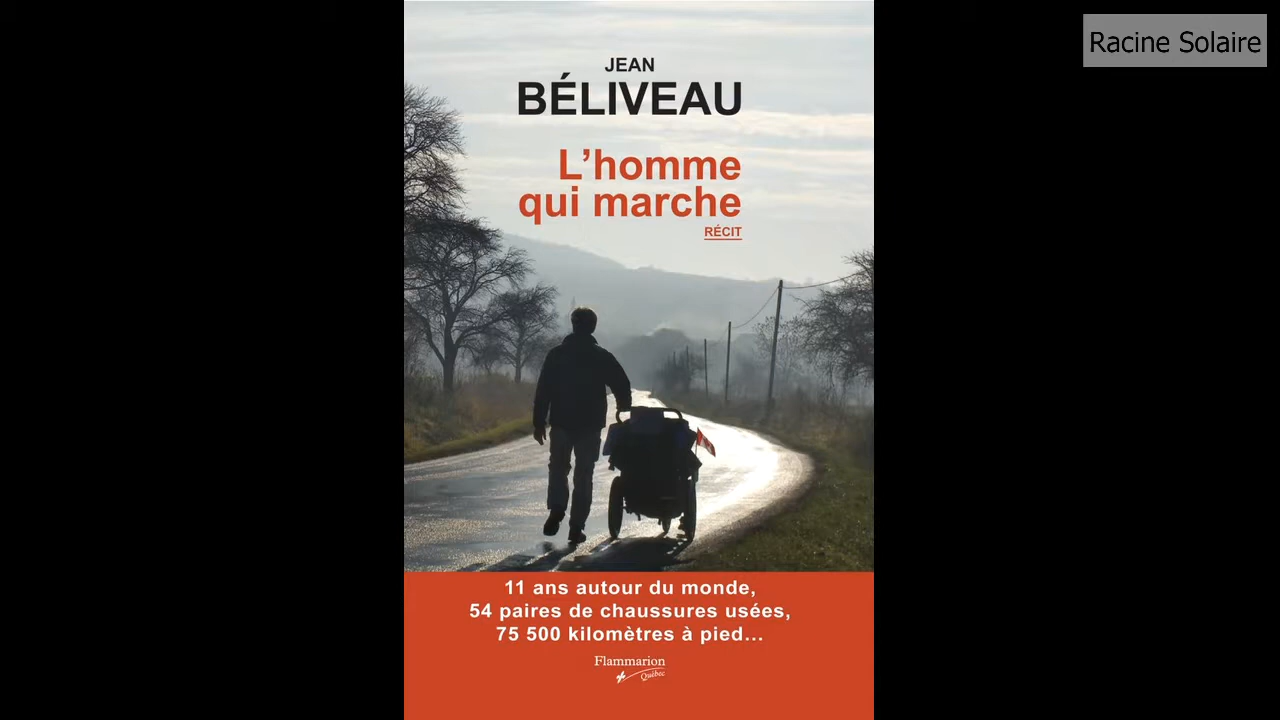 Racine Solaire
JEAN
BÉLIVEAU
L'homme
qui marche
RÉCIT
11 ans autour du monde,
54 paires de chaussures usées,
75 500 kilomètres à pied...
Flammarion
Québec